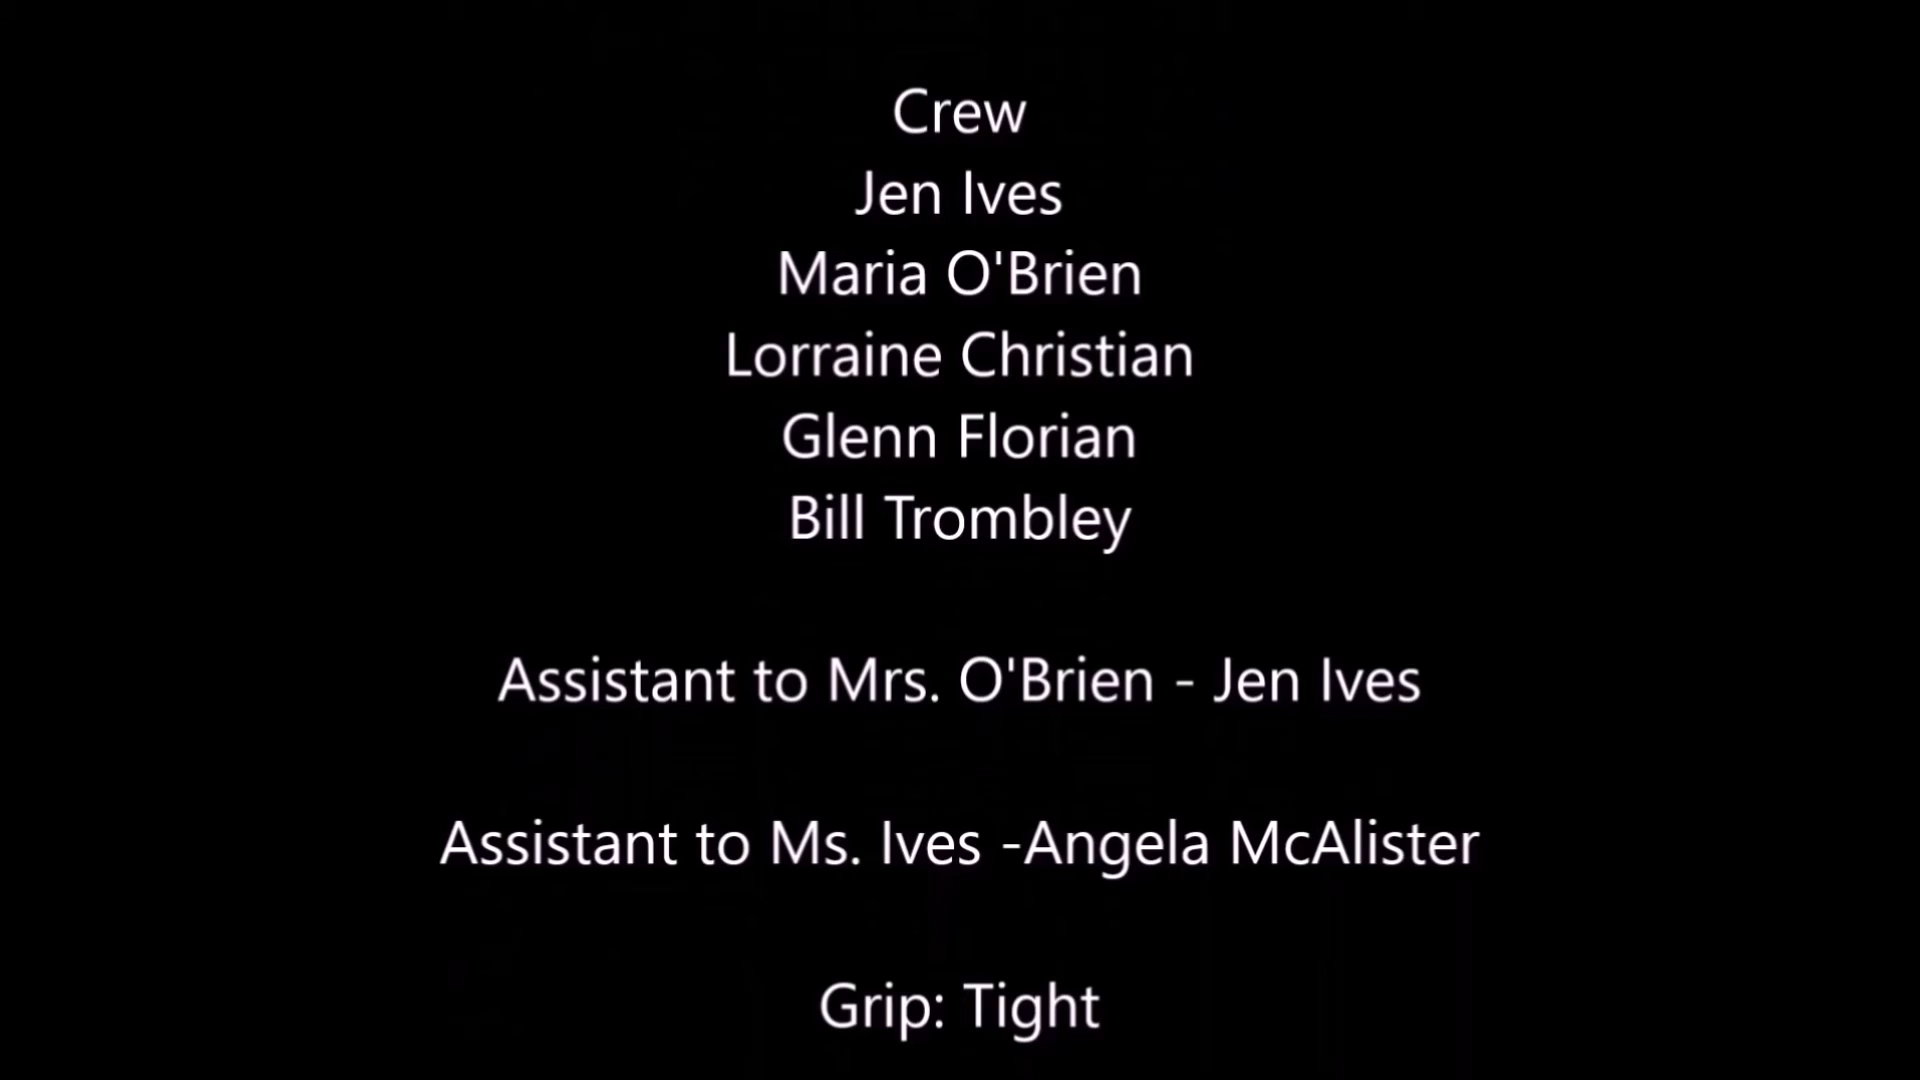 Crew
Jen Ives
Maria O'Brien
Lorraine Christian
Glenn Florian
Bill Trombley
Assistant to Mrs. O'Brien - Jen Ives
Assistant to Ms. Ives -Angela McAlister
Grip: Tight